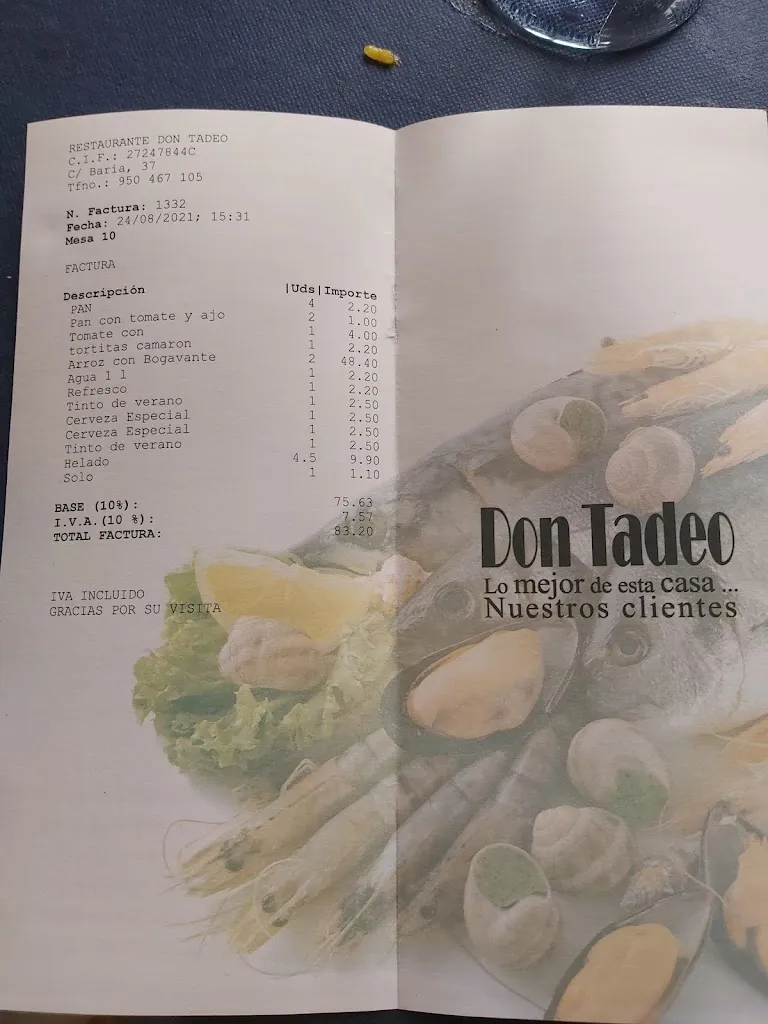 RESTAURANTE DON TADEO
C.I.F.: 27247844C
C/ Baria, 37
Tfno.: 950 467 105
N. Factura: 1332
Fecha: 24/08/2021; 15:31
Mesa 10
FACTURA
Descripción |Uds|Importe
PAN 4 2.20
Pan con tomate y ajo 2 1.00
Tomate con 1 4.00
tortitas camaron 1 2.20
Arroz con Bogavante 2 48.40
Agua 1 l 1 2.20
Refresco 1 2.20
Tinto de verano 1 2.50
Cerveza Especial 1 2.50
Cerveza Especial 1 2.50
Tinto de verano 1 2.50
Helado 4.5 9.90
Solo 1 1.10
BASE (10%): 75.63
I.V.A.(10 %): 7.57
TOTAL FACTURA: 83.20
IVA INCLUIDO
GRACIAS POR SU VISITA
Don Tadeo
Lo mejor de esta casa ...
Nuestros clientes